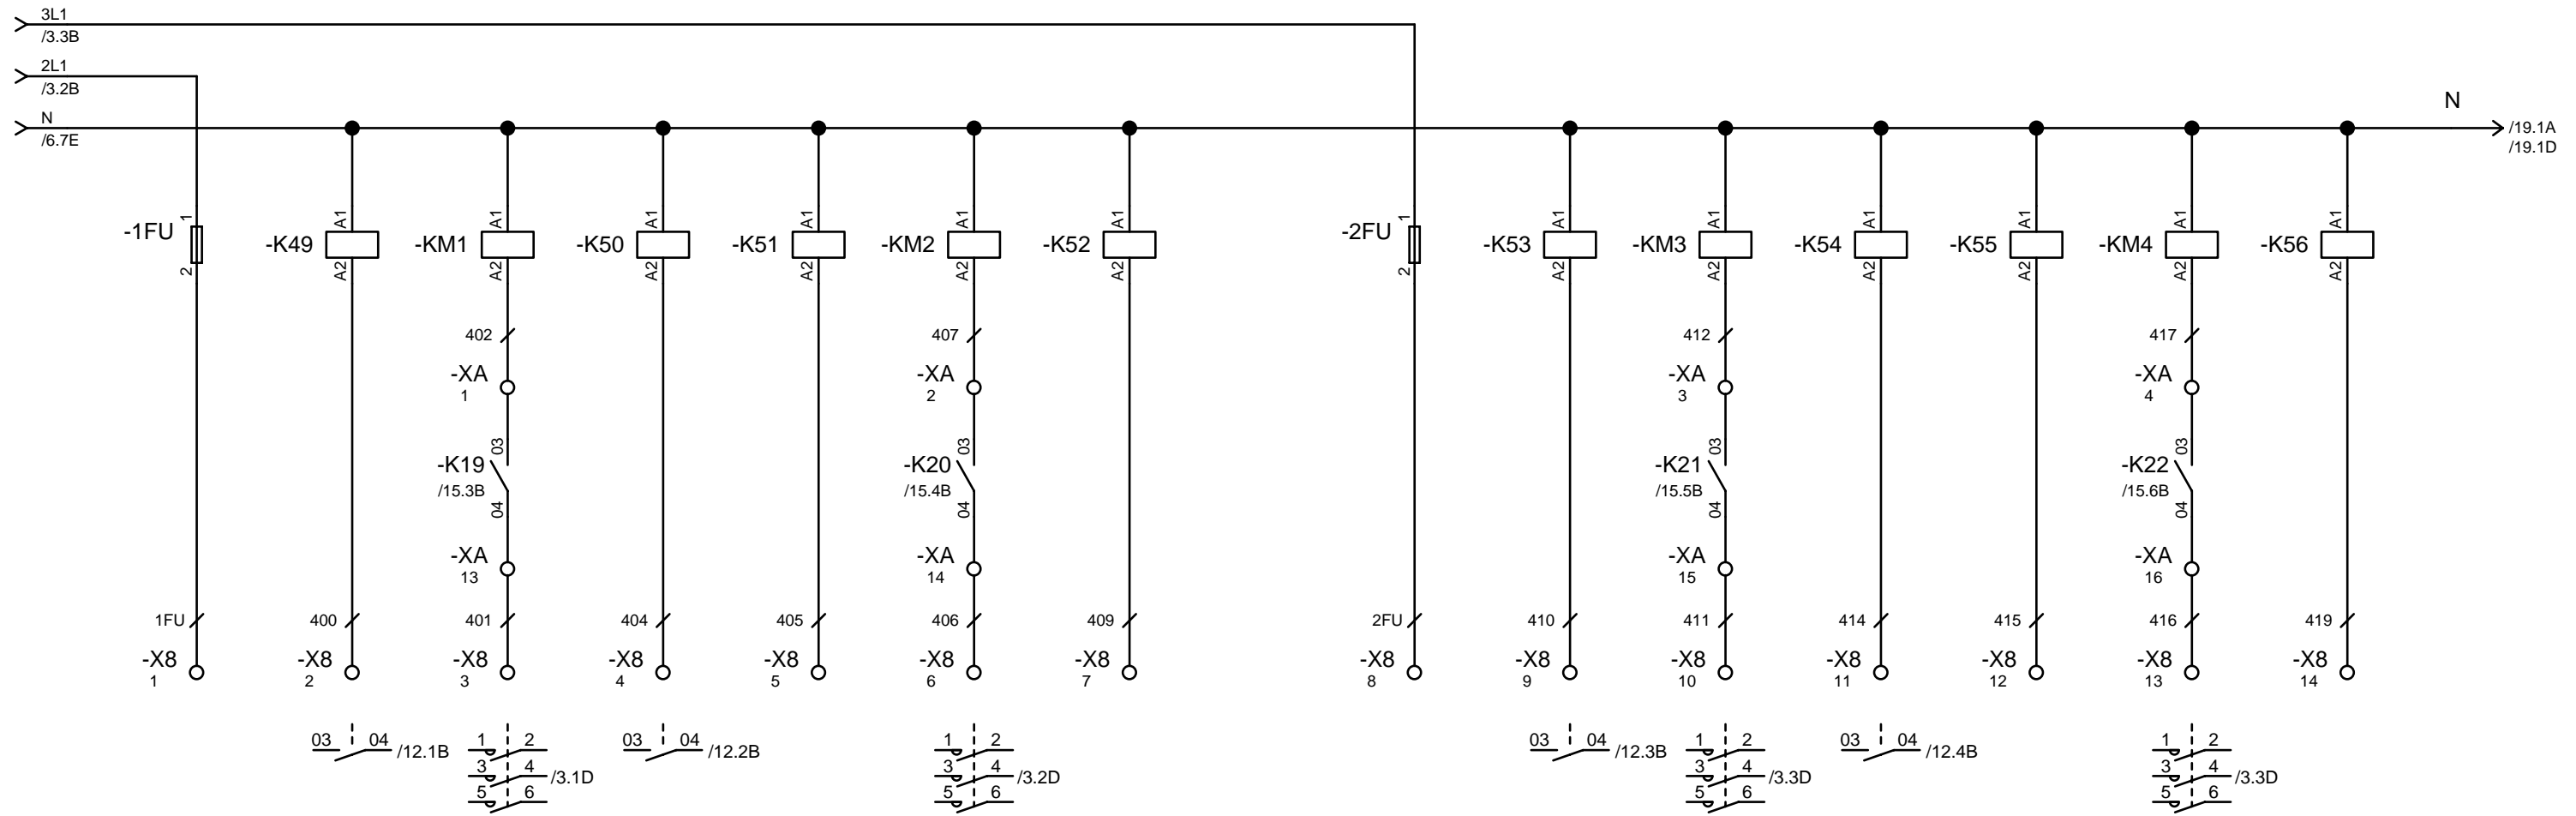 3L1
/3.3B
2L1
/3.2B
N
/6.7E
N
/19.1A
/19.1D
-1FU 1 2
-K49 A1 A2
-KM1 A1 A2
-K50 A1 A2
-K51 A1 A2
-KM2 A1 A2
-K52 A1 A2
-2FU 1 2
-K53 A1 A2
-KM3 A1 A2
-K54 A1 A2
-K55 A1 A2
-KM4 A1 A2
-K56 A1 A2
402 407 412 417
-XA -XA -XA -XA
1 2 3 4
03 03 03 03
-K19 -K20 -K21 -K22
/15.3B /15.4B /15.5B /15.6B
04 04 04 04
-XA -XA -XA -XA
13 14 15 16
1FU 400 401 404 405 406 409 2FU 410 411 414 415 416 419
-X8 -X8 -X8 -X8 -X8 -X8 -X8 -X8 -X8 -X8 -X8 -X8 -X8 -X8
1 2 3 4 5 6 7 8 9 10 11 12 13 14
03 04 /12.1B
1 2
3 4 /3.1D
5 6
03 04 /12.2B
1 2
3 4 /3.2D
5 6
03 04 /12.3B
1 2
3 4 /3.3D
5 6
03 04 /12.4B
1 2
3 4 /3.3D
5 6